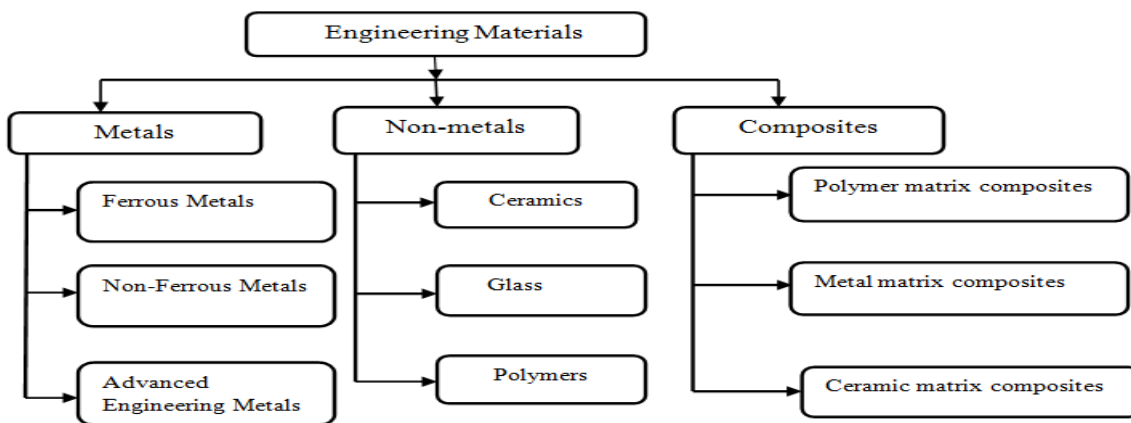 Engineering Materials
Metals
Non-metals
Composites
Ferrous Metals
Non-Ferrous Metals
Advanced
Engineering Metals
Ceramics
Glass
Polymers
Polymer matrix composites
Metal matrix composites
Ceramic matrix composites